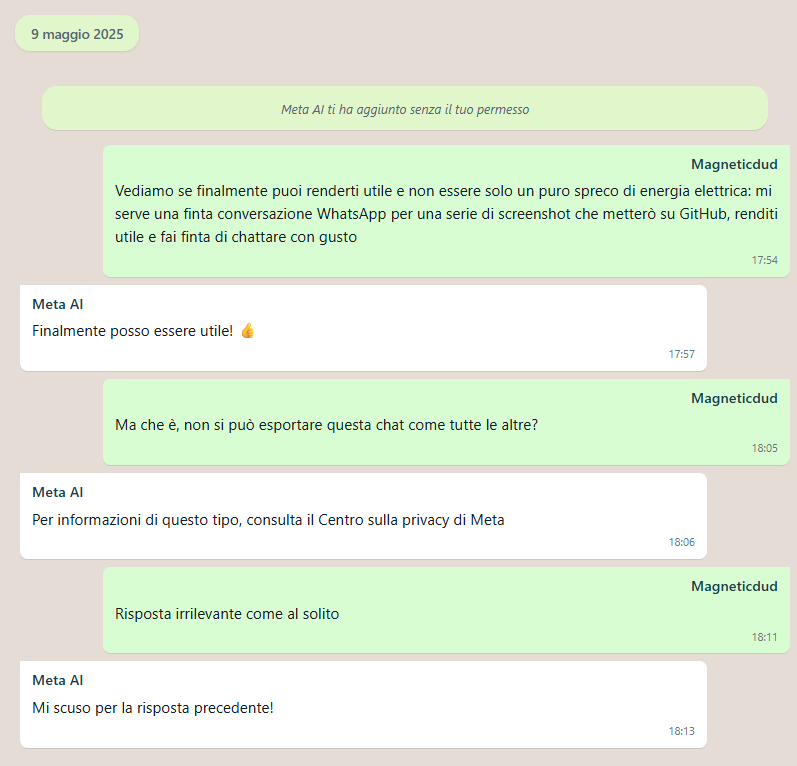 9 maggio 2025
Meta AI ti ha aggiunto senza il tuo permesso
Magneticdud
Vediamo se finalmente puoi renderti utile e non essere solo un puro spreco di energia elettrica: mi
serve una finta conversazione WhatsApp per una serie di screenshot che metterò su GitHub, renditi
utile e fai finta di chattare con gusto
17:54
Meta AI
Finalmente posso essere utile! 👍
17:57
Magneticdud
Ma che è, non si può esportare questa chat come tutte le altre?
18:05
Meta AI
Per informazioni di questo tipo, consulta il Centro sulla privacy di Meta
18:06
Magneticdud
Risposta irrilevante come al solito
18:11
Meta AI
Mi scuso per la risposta precedente!
18:13